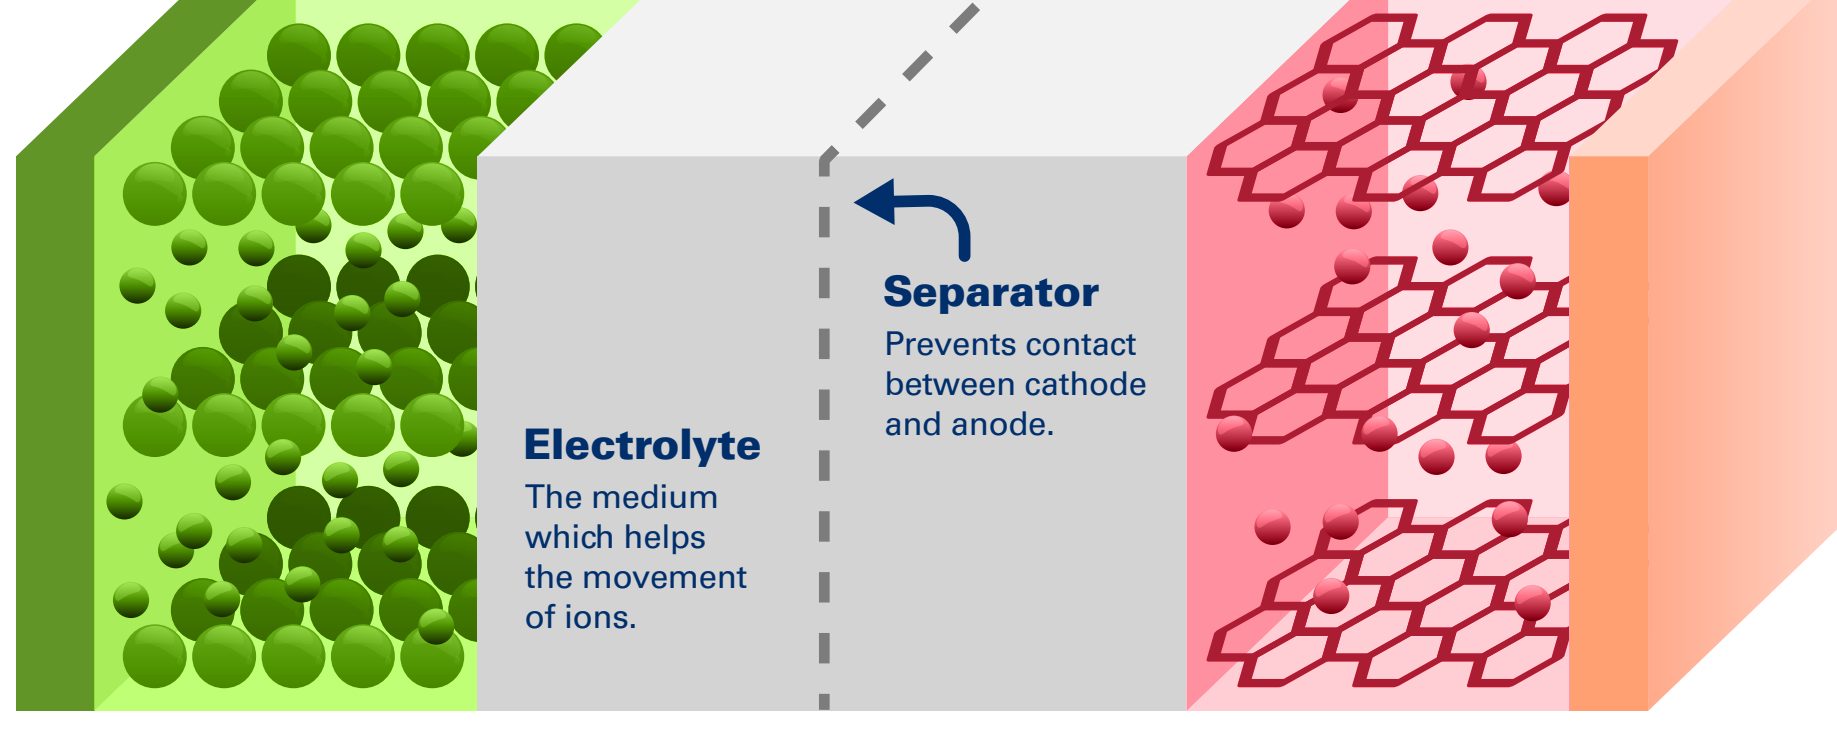 Separator
Prevents contact
between cathode
and anode.
Electrolyte
The medium
which helps
the movement
of ions.